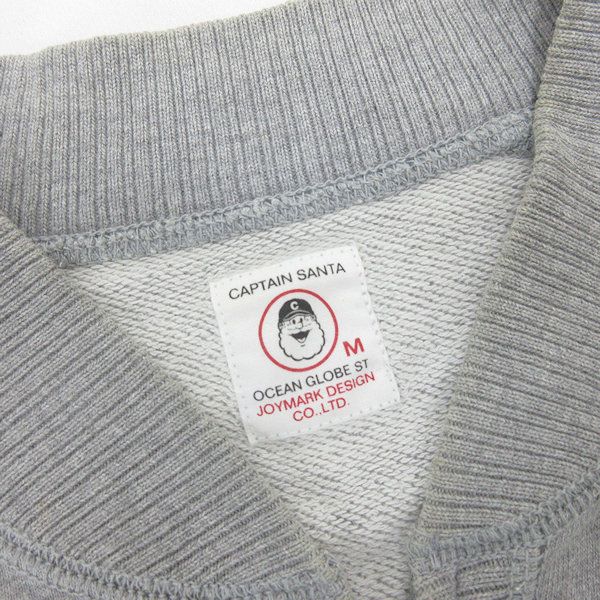 CAPTAIN SANTA
C
M
OCEAN GLOBE ST
JOYMARK DESIGN
CO.,LTD.